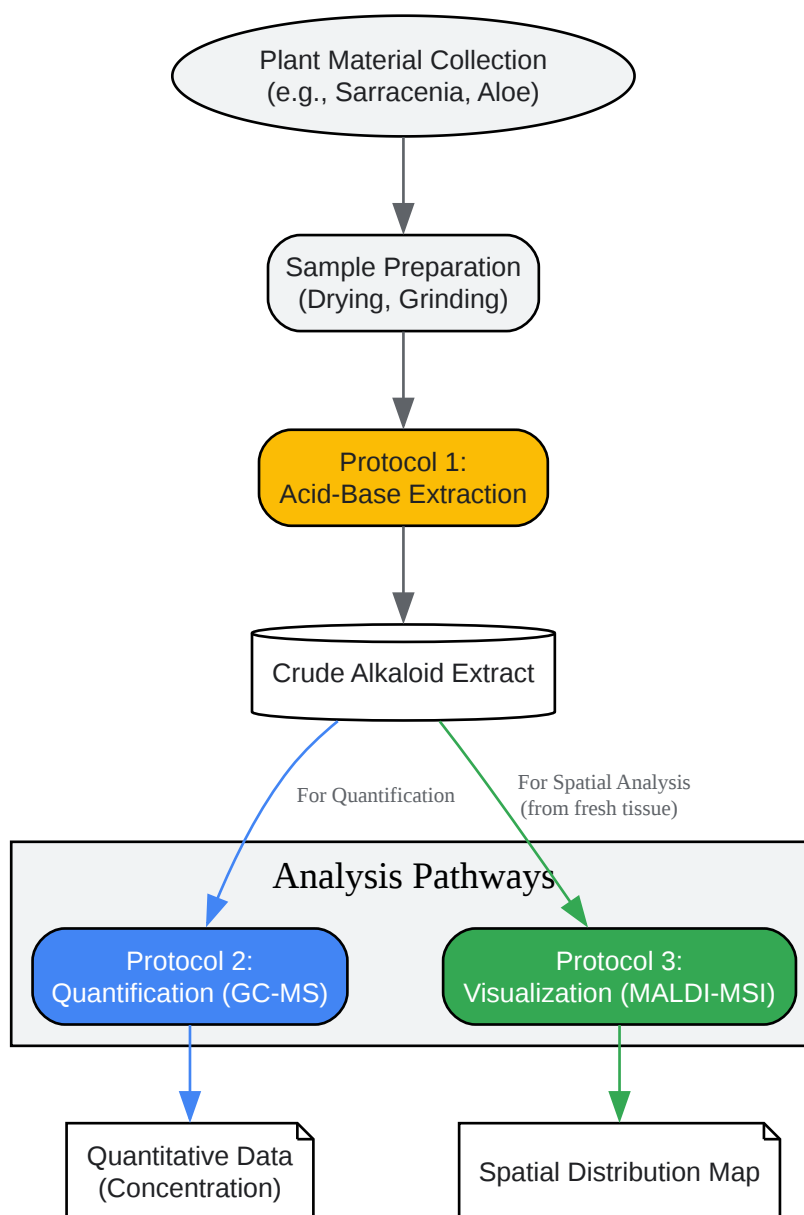 Plant Material Collection
(e.g., Sarracenia, Aloe)
Sample Preparation
(Drying, Grinding)
Protocol 1:
Acid-Base Extraction
Crude Alkaloid Extract
For Quantification
For Spatial Analysis
(from fresh tissue)
Analysis Pathways
Protocol 2:
Quantification (GC-MS)
Protocol 3:
Visualization (MALDI-MSI)
Quantitative Data
(Concentration)
Spatial Distribution Map